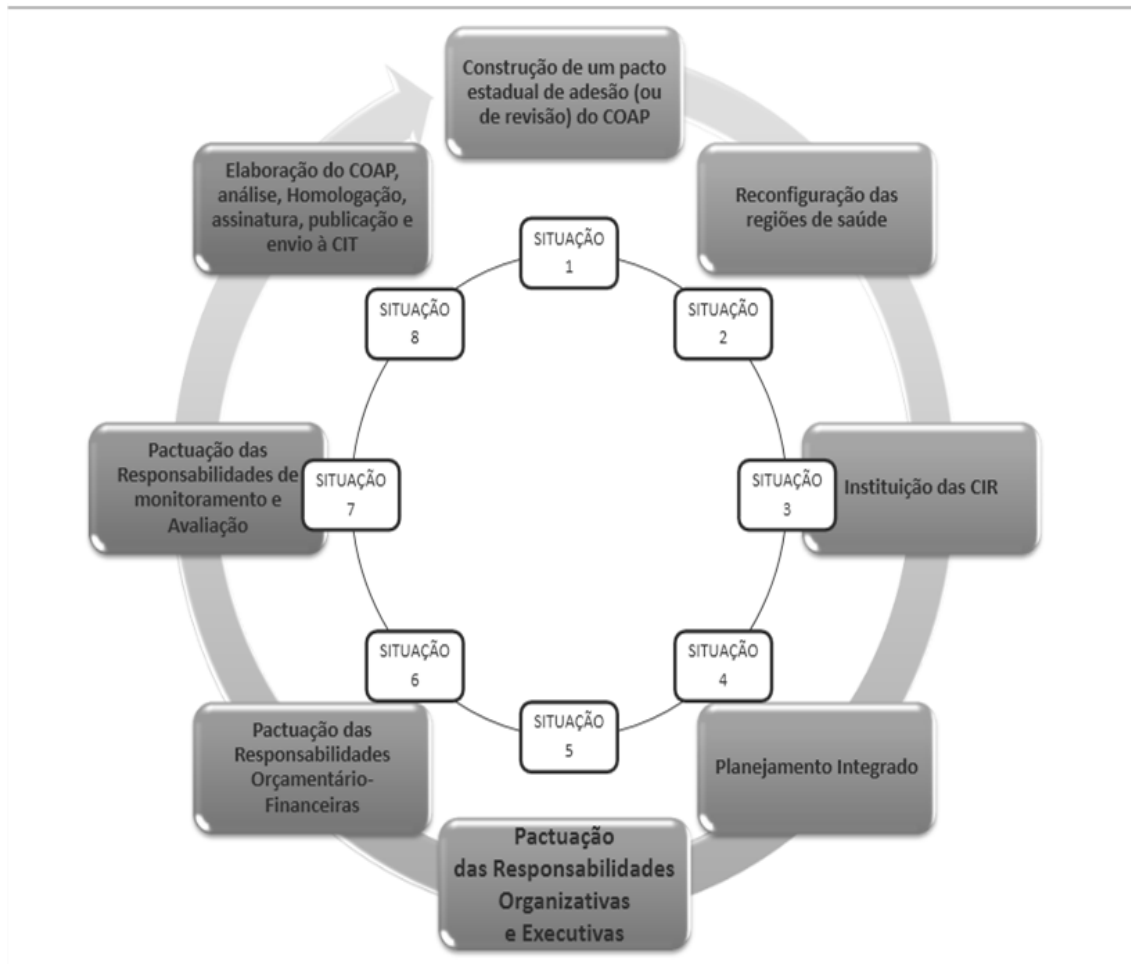 Construção de um pacto
estadual de adesão (ou
de revisão) do COAP
Reconfiguração das
regiões de saúde
Instituição das CIR
Planejamento Integrado
Pactuação
das Responsabilidades
Organizativas
e Executivas
Pactuação das
Responsabilidades
Orçamentário-
Financeiras
Pactuação das
Responsabilidades de
monitoramento e
Avaliação
Elaboração do COAP,
análise, Homologação,
assinatura, publicação e
envio à CIT
SITUAÇÃO
1
SITUAÇÃO
2
SITUAÇÃO
3
SITUAÇÃO
4
SITUAÇÃO
5
SITUAÇÃO
6
SITUAÇÃO
7
SITUAÇÃO
8